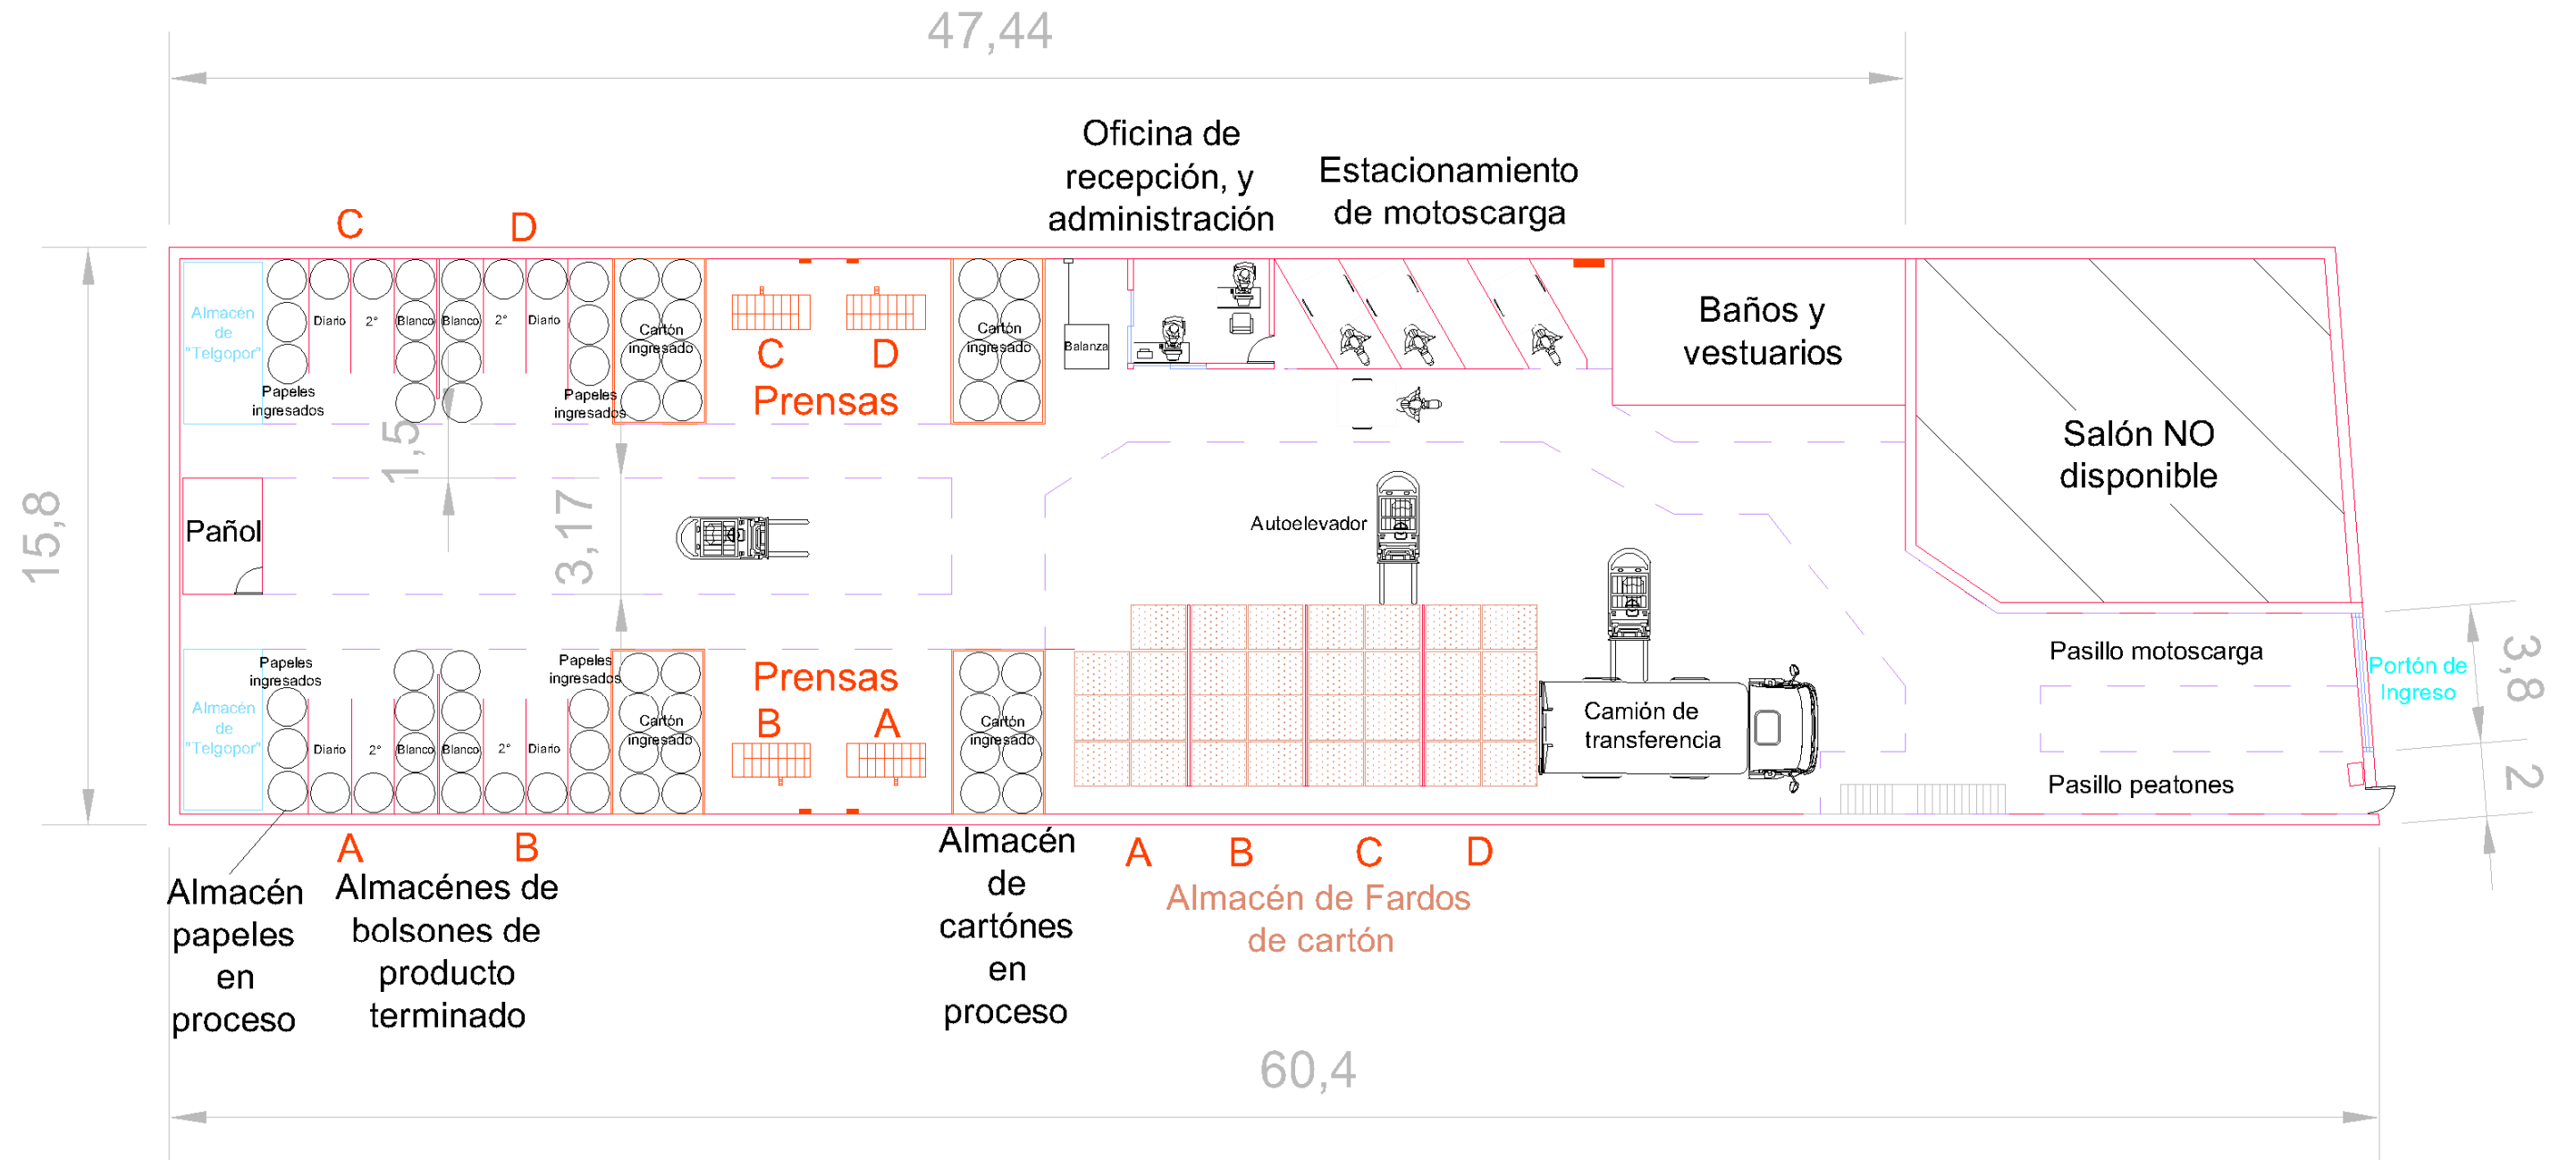 47,44
Oficina de
recepción, y
administración
Estacionamiento
de motoscarga
C
D
Almacén
de
"Telgopor"
Diario
2°
Blanco
Blanco
2°
Diario
Papeles
ingresados
Papeles
ingresados
Cartón
ingresado
C
D
Prensas
Cartón
ingresado
Balanza
Baños y
vestuarios
Salón NO
disponible
1,5
15,8
3,17
Pañol
Autoelevador
Papeles
ingresados
Papeles
ingresados
Almacén
de
"Telgopor"
Diario
2°
Blanco
Blanco
2°
Diario
Cartón
ingresado
Prensas
B
A
Cartón
ingresado
Camión de
transferencia
Pasillo motoscarga
Portón de
Ingreso
3,8
2
Pasillo peatones
A
B
Almacén
papeles
en
proceso
Almacénes de
bolsones de
producto
terminado
Almacén
de
cartónes
en
proceso
A
B
C
D
Almacén de Fardos
de cartón
60,4